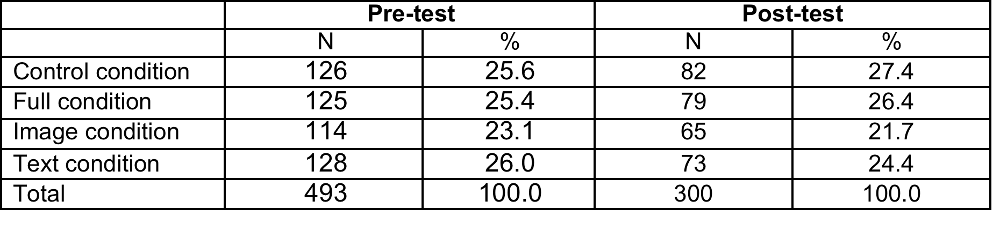 Pre-test Post-test
N % N %
Control condition 126 25.6 82 27.4
Full condition 125 25.4 79 26.4
Image condition 114 23.1 65 21.7
Text condition 128 26.0 73 24.4
Total 493 100.0 300 100.0